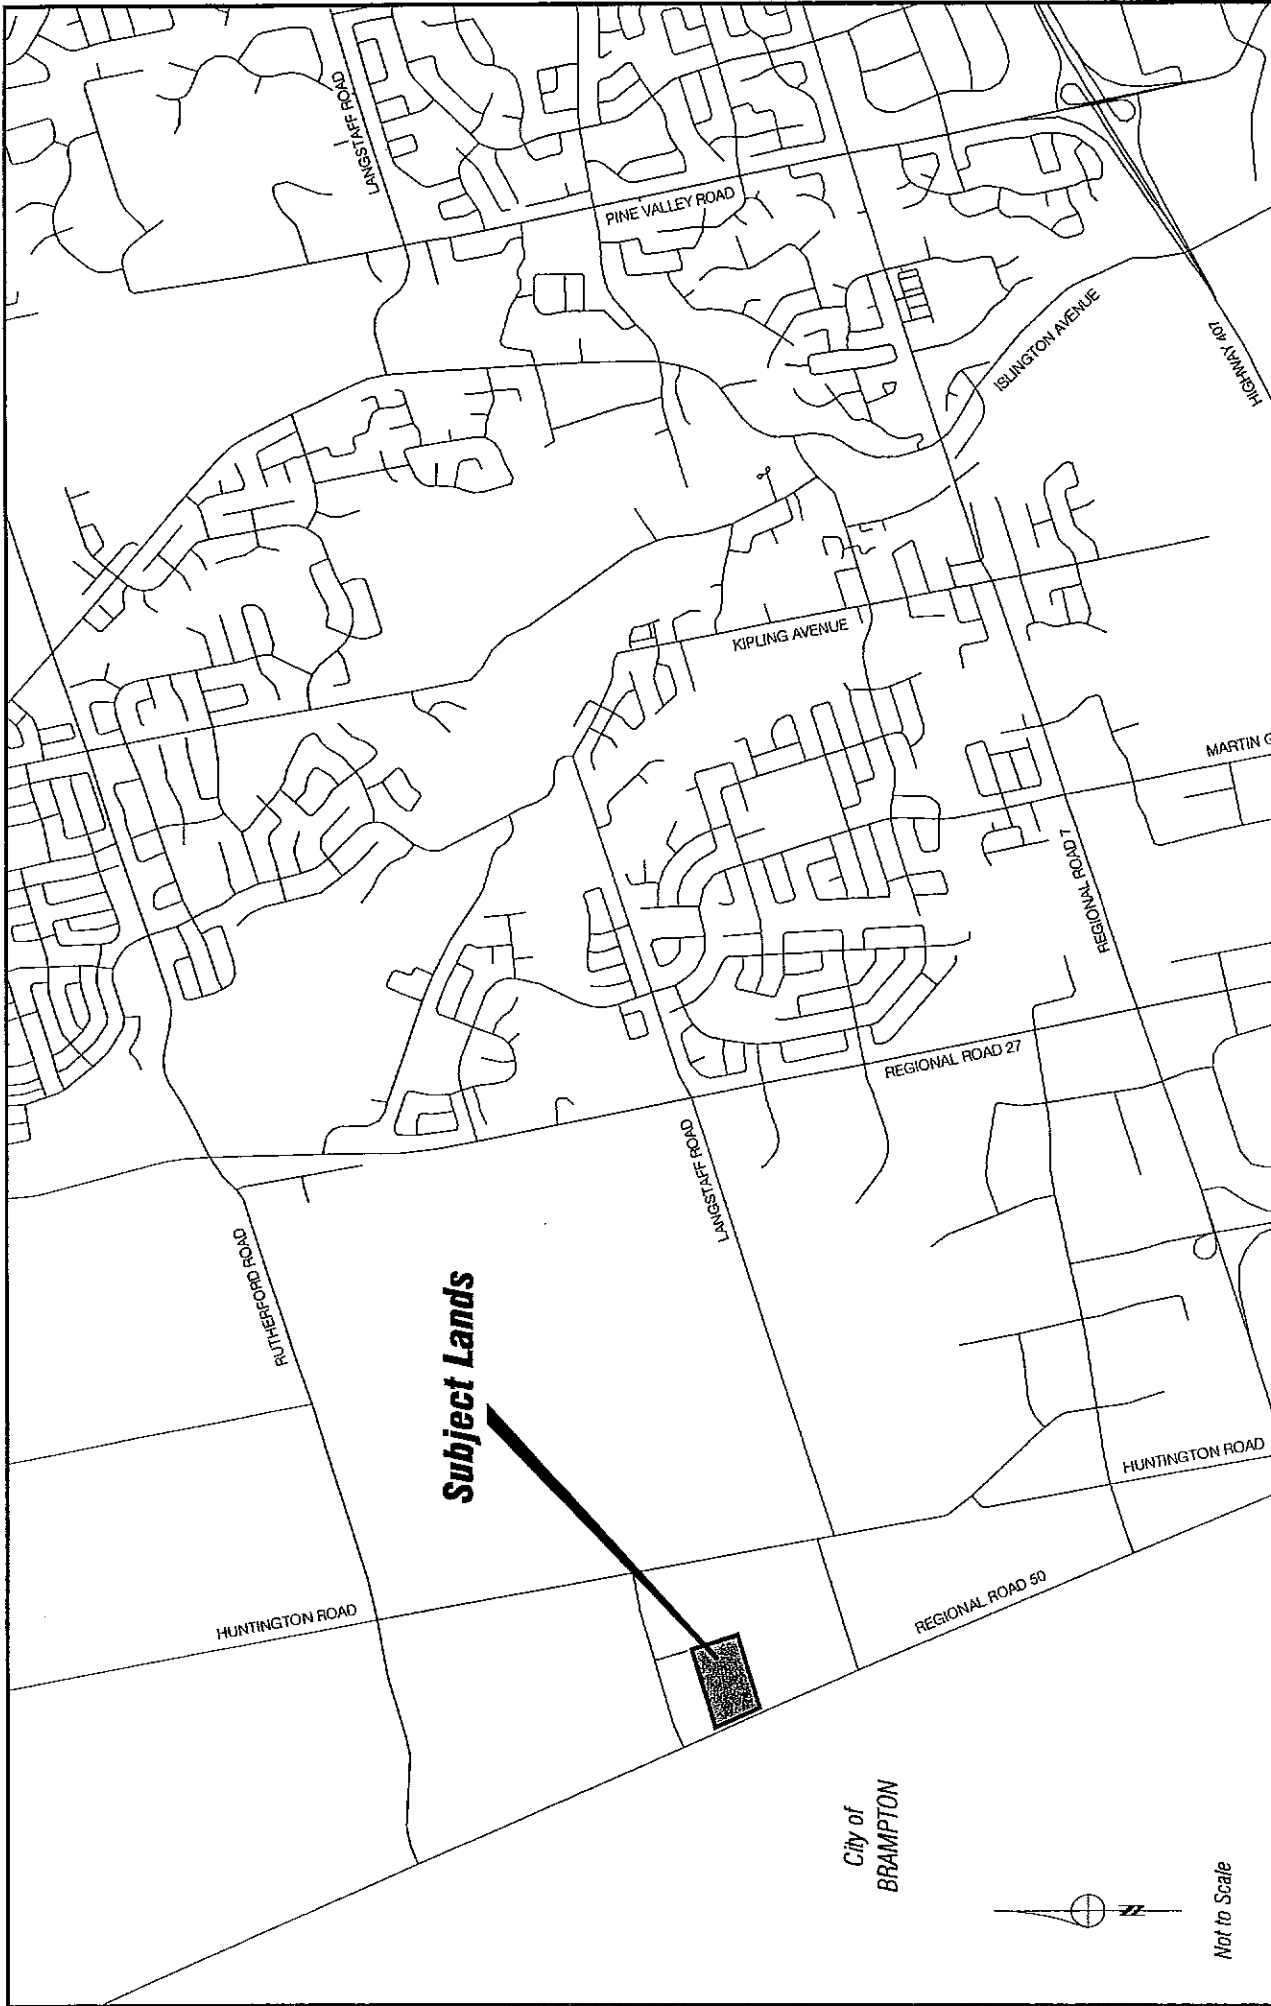 LANGSTAFF ROAD
PINE VALLEY ROAD
ISLINGTON AVENUE
HIGHWAY 407
KIPLING AVENUE
MARTIN G
REGIONAL ROAD 7
REGIONAL ROAD 27
LANGSTAFF ROAD
RUTHERFORD ROAD
Subject Lands
HUNTINGTON ROAD
HUNTINGTON ROAD
REGIONAL ROAD 50
City of
BRAMPTON
N
Not to Scale